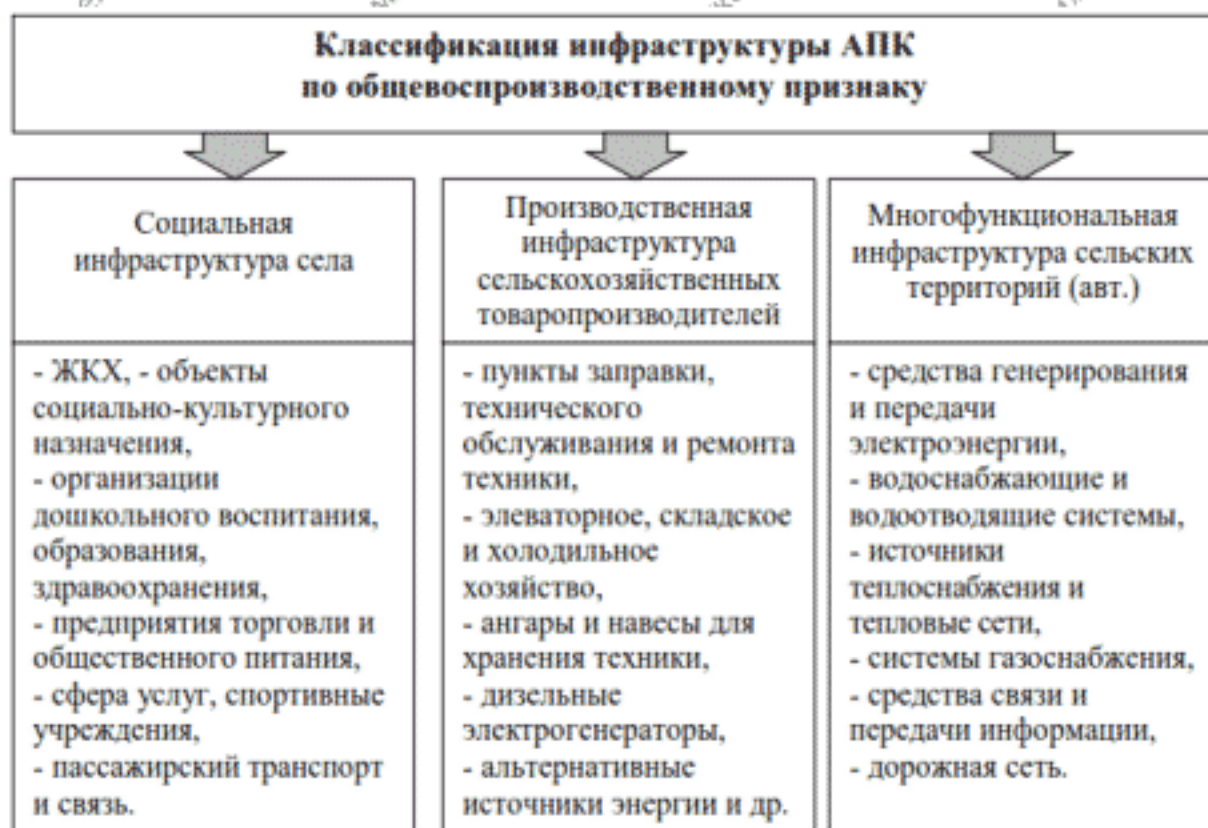 Классификация инфраструктуры АПК
по общевоспроизводственному признаку
Социальная
инфраструктура села
- ЖКХ, - объекты
социально-культурного
назначения,
- организации
дошкольного воспитания,
образования,
здравоохранения,
- предприятия торговли и
общественного питания,
- сфера услуг, спортивные
учреждения,
- пассажирский транспорт
и связь.
Производственная
инфраструктура
сельскохозяйственных
товаропроизводителей
- пункты заправки,
технического
обслуживания и ремонта
техники,
- элеваторное, складское
и холодильное
хозяйство,
- ангары и навесы для
хранения техники,
- дизельные
электрогенераторы,
- альтернативные
источники энергии и др.
Многофункциональная
инфраструктура сельских
территорий (авт.)
- средства генерирования
и передачи
электроэнергии,
- водоснабжающие и
водоотводящие системы,
- источники
теплоснабжения и
тепловые сети,
- системы газоснабжения,
- средства связи и
передачи информации,
- дорожная сеть.